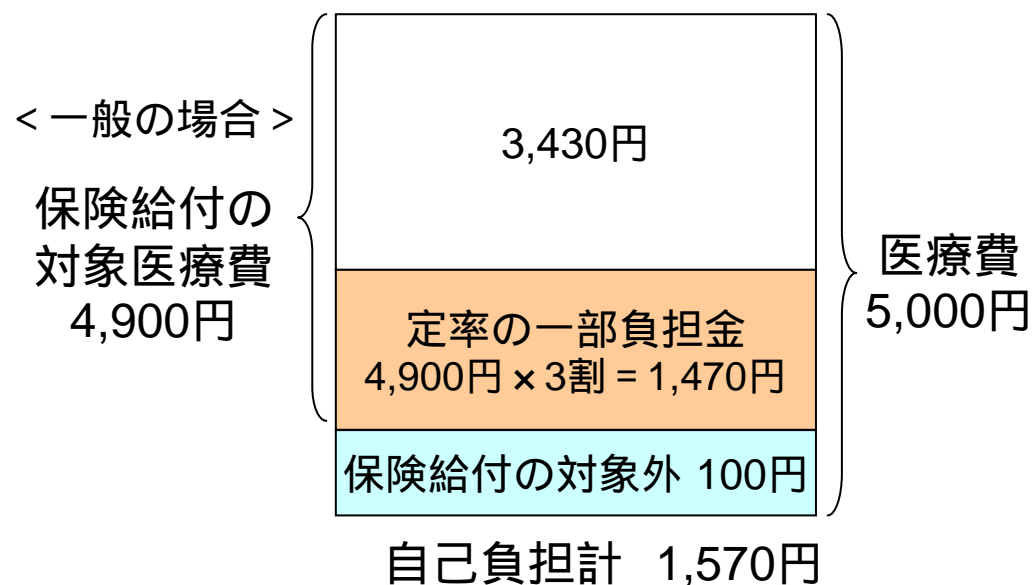 <一般の場合>
保険給付の
対象医療費
4,900円
3,430円
定率の一部負担金
4,900円×3割=1,470円
保険給付の対象外 100円
医療費
5,000円
自己負担計 1,570円